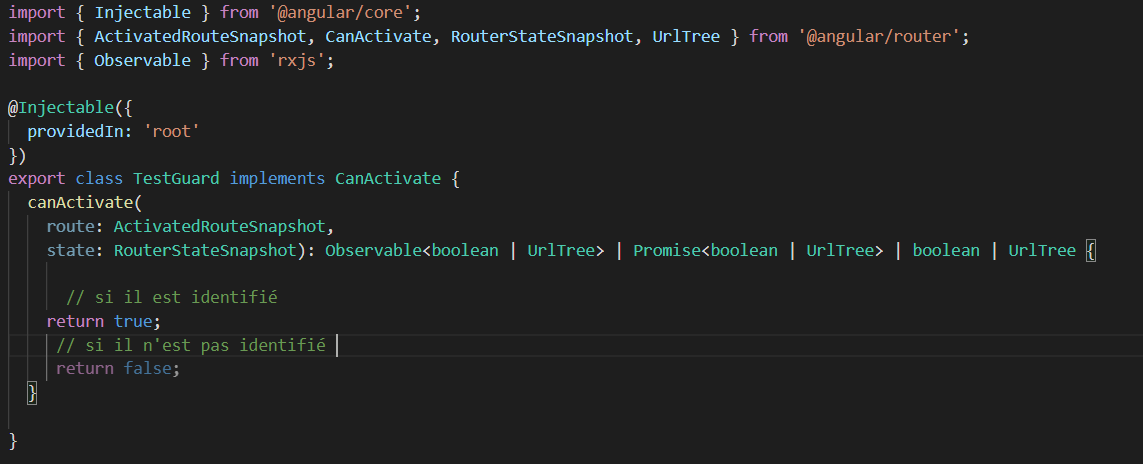 import { Injectable } from '@angular/core';
import { ActivatedRouteSnapshot, CanActivate, RouterStateSnapshot, UrlTree } from '@angular/router';
import { Observable } from 'rxjs';
@Injectable({
providedIn: 'root'
})
export class TestGuard implements CanActivate {
canActivate(
route: ActivatedRouteSnapshot,
state: RouterStateSnapshot): Observable<boolean | UrlTree> | Promise<boolean | UrlTree> | boolean | UrlTree {
// si il est identifié
return true;
// si il n'est pas identifié
return false;
}
}